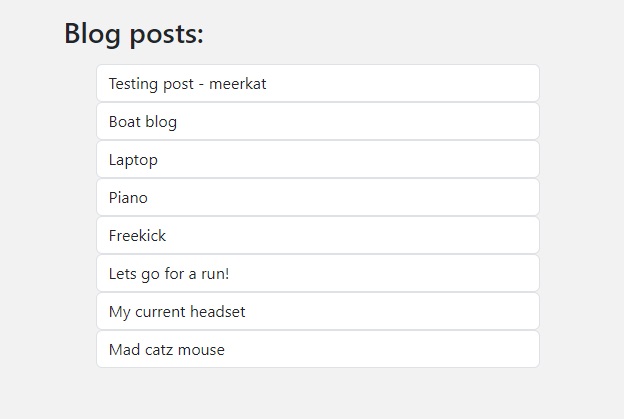 Blog posts:
Testing post - meerkat
Boat blog
Laptop
Piano
Freekick
Lets go for a run!
My current headset
Mad catz mouse